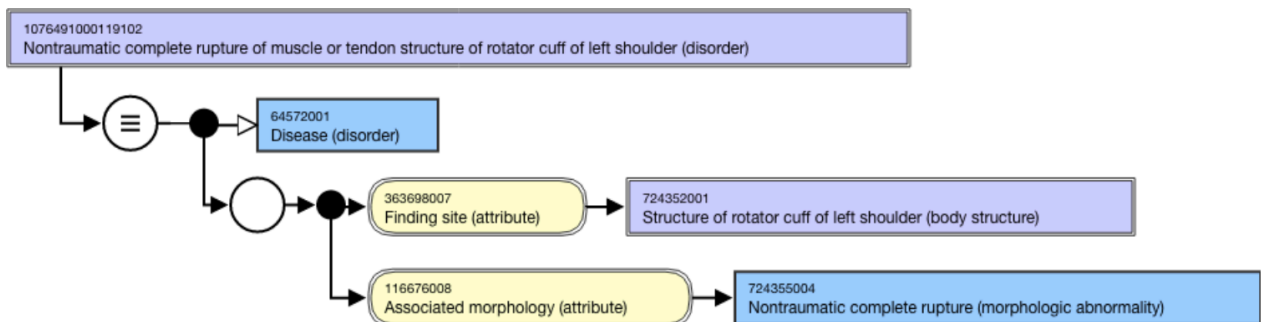 1076491000119102
Nontraumatic complete rupture of muscle or tendon structure of rotator cuff of left shoulder (disorder)
64572001
Disease (disorder)
363698007
Finding site (attribute)
724352001
Structure of rotator cuff of left shoulder (body structure)
116676008
Associated morphology (attribute)
724355004
Nontraumatic complete rupture (morphologic abnormality)